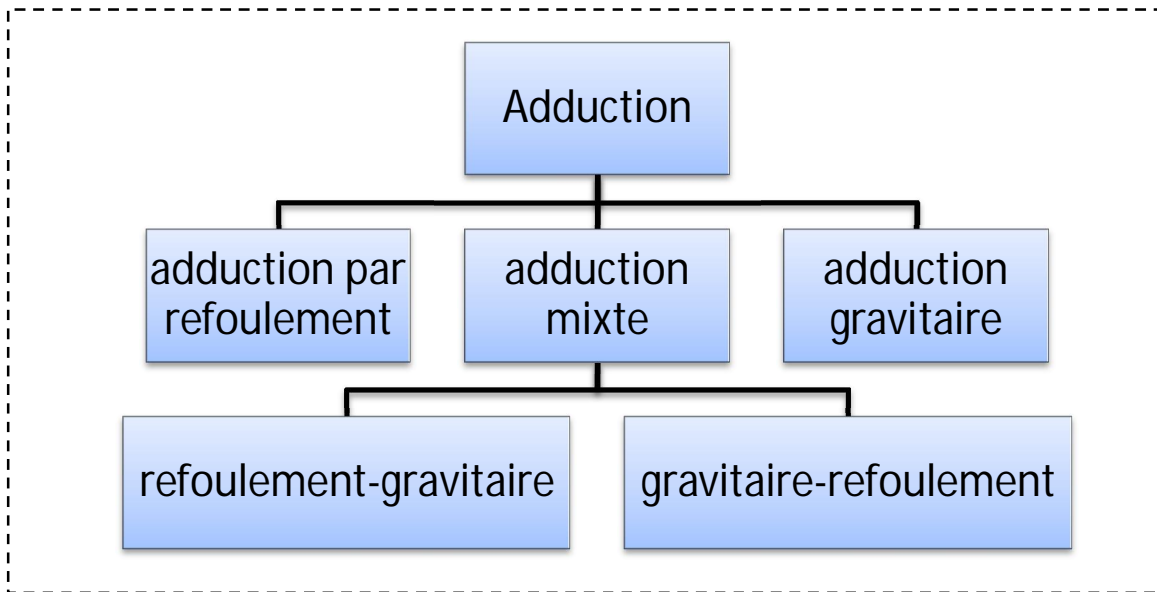 Adduction
adduction par
refoulement
adduction
mixte
adduction
gravitaire
refoulement-gravitaire
gravitaire-refoulement